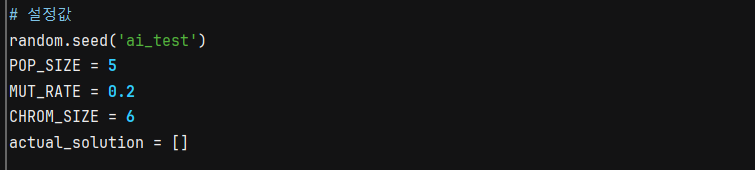 # 설정값
random.seed('ai_test')
POP_SIZE = 5
MUT_RATE = 0.2
CHROM_SIZE = 6
actual_solution = []